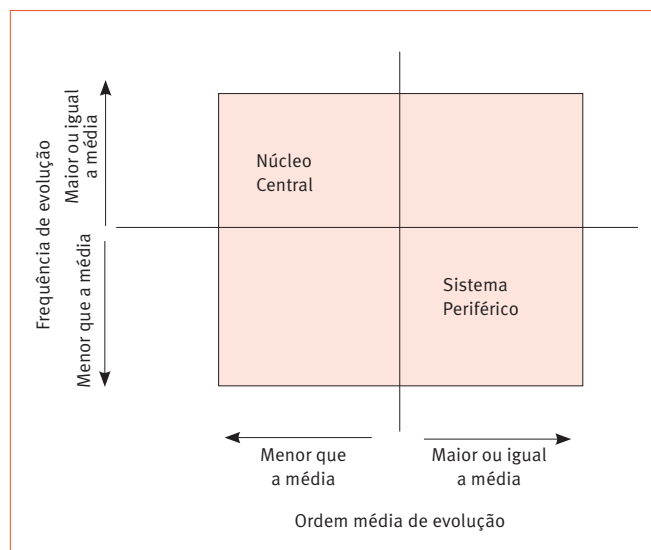 Frequência de evolução
Maior ou igual
a média
Menor que a média
Núcleo
Central
Sistema
Periférico
Menor que
a média
Maior ou igual
a média
Ordem média de evolução